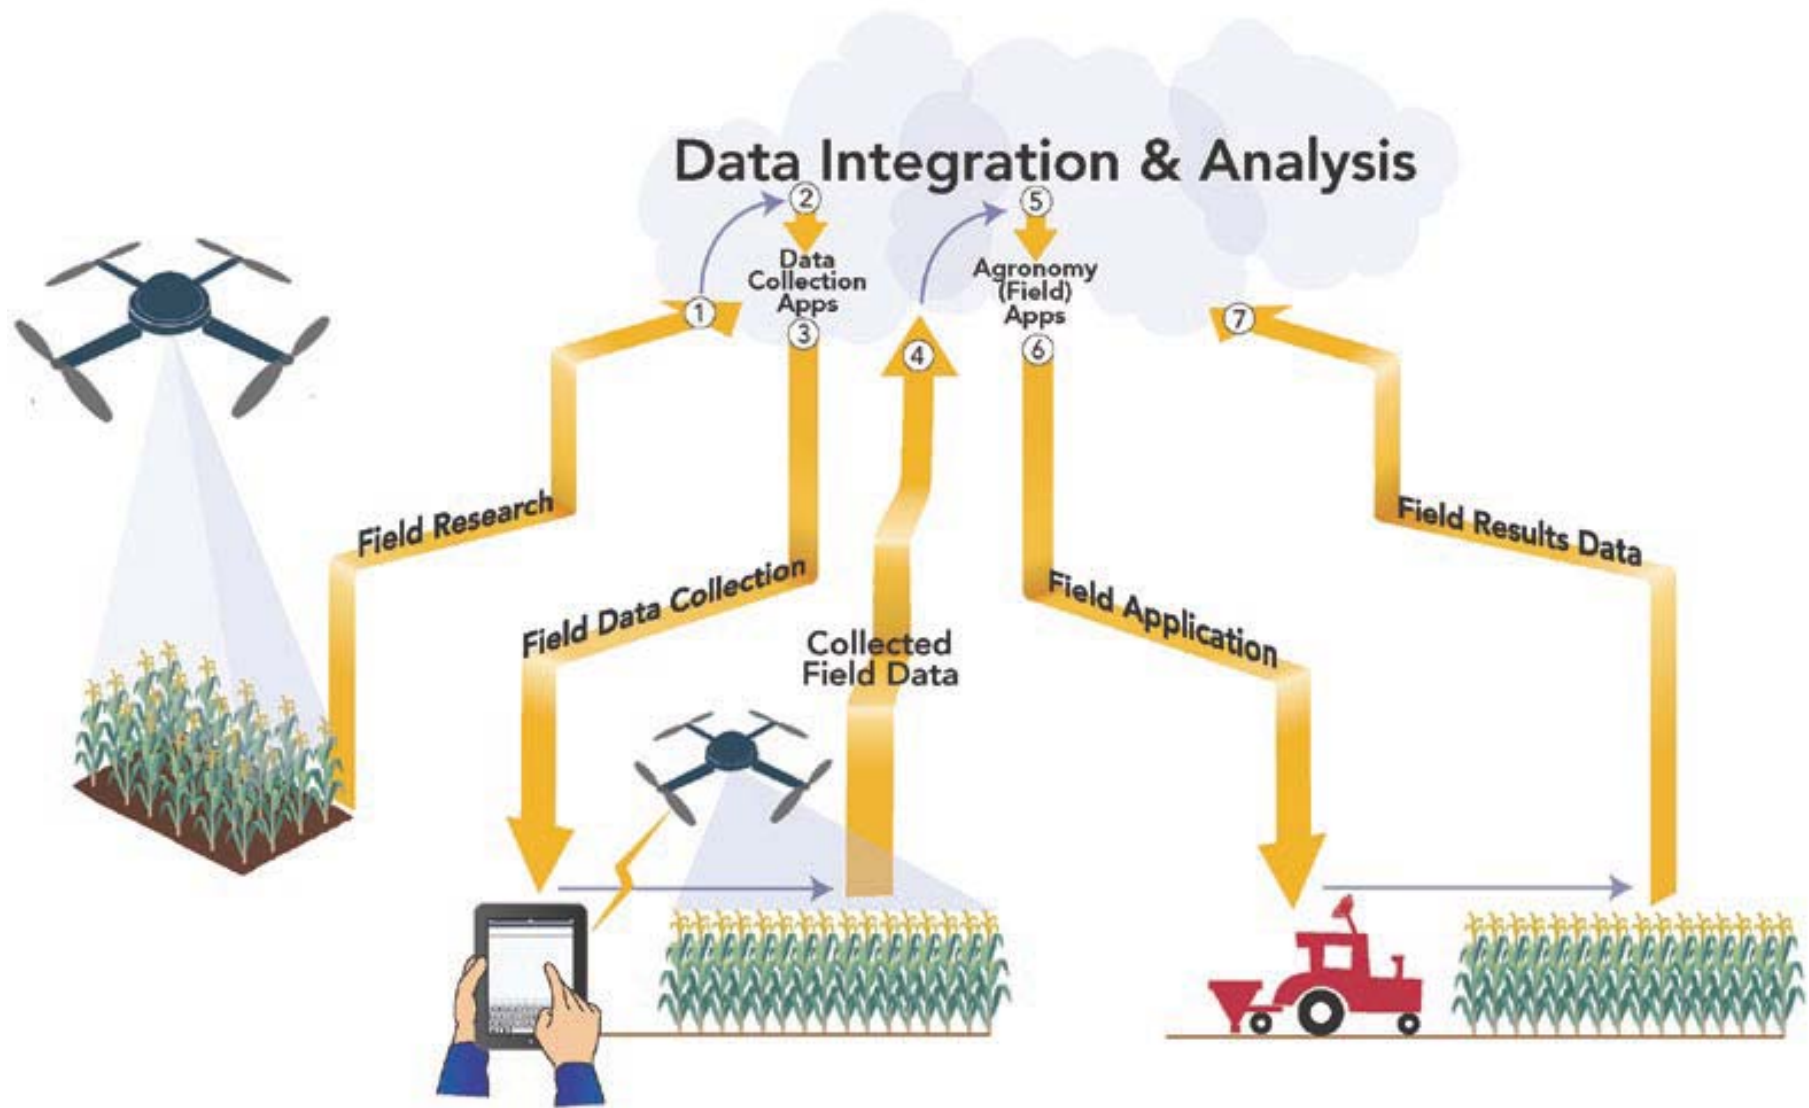 Data Integration & Analysis
2
5
Data
Collection
Apps
Agronomy
(Field)
Apps
1
3
4
6
7
Field Research
Field Data Collection
Collected
Field Data
Field Application
Field Results Data